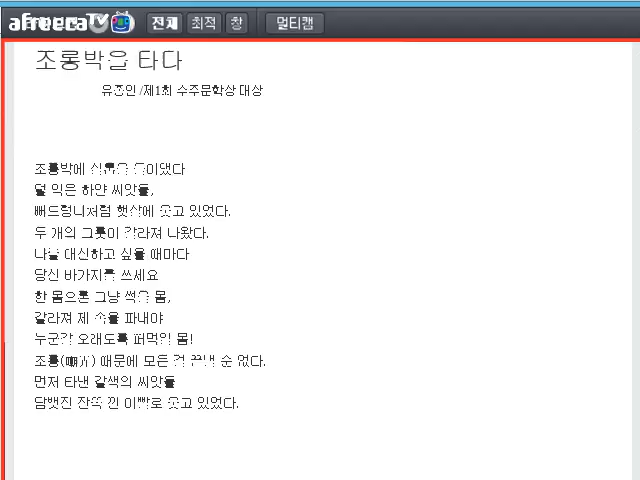 afreeca TV 전체 최적 창 멀티캠
조롱박을 타다
유종인 /제1회 수주문학상 대상
조롱박에 실톱을 들이댔다
덜 익은 하얀 씨앗들,
뻐드렁니처럼 햇살에 웃고 있었다.
두 개의 그릇이 갈라져 나왔다.
나를 대신하고 싶을 때마다
당신 바가지를 쓰세요
한 몸으론 그냥 썩을 몸,
갈라져 제 속을 파내야
누군갈 오래도록 퍼먹일 몸!
조롱(嘲弄) 때문에 모든 걸 끝낼 순 없다.
먼저 타낸 갈색의 씨앗들
담뱃진 잔뜩 낀 이빨로 웃고 있었다.